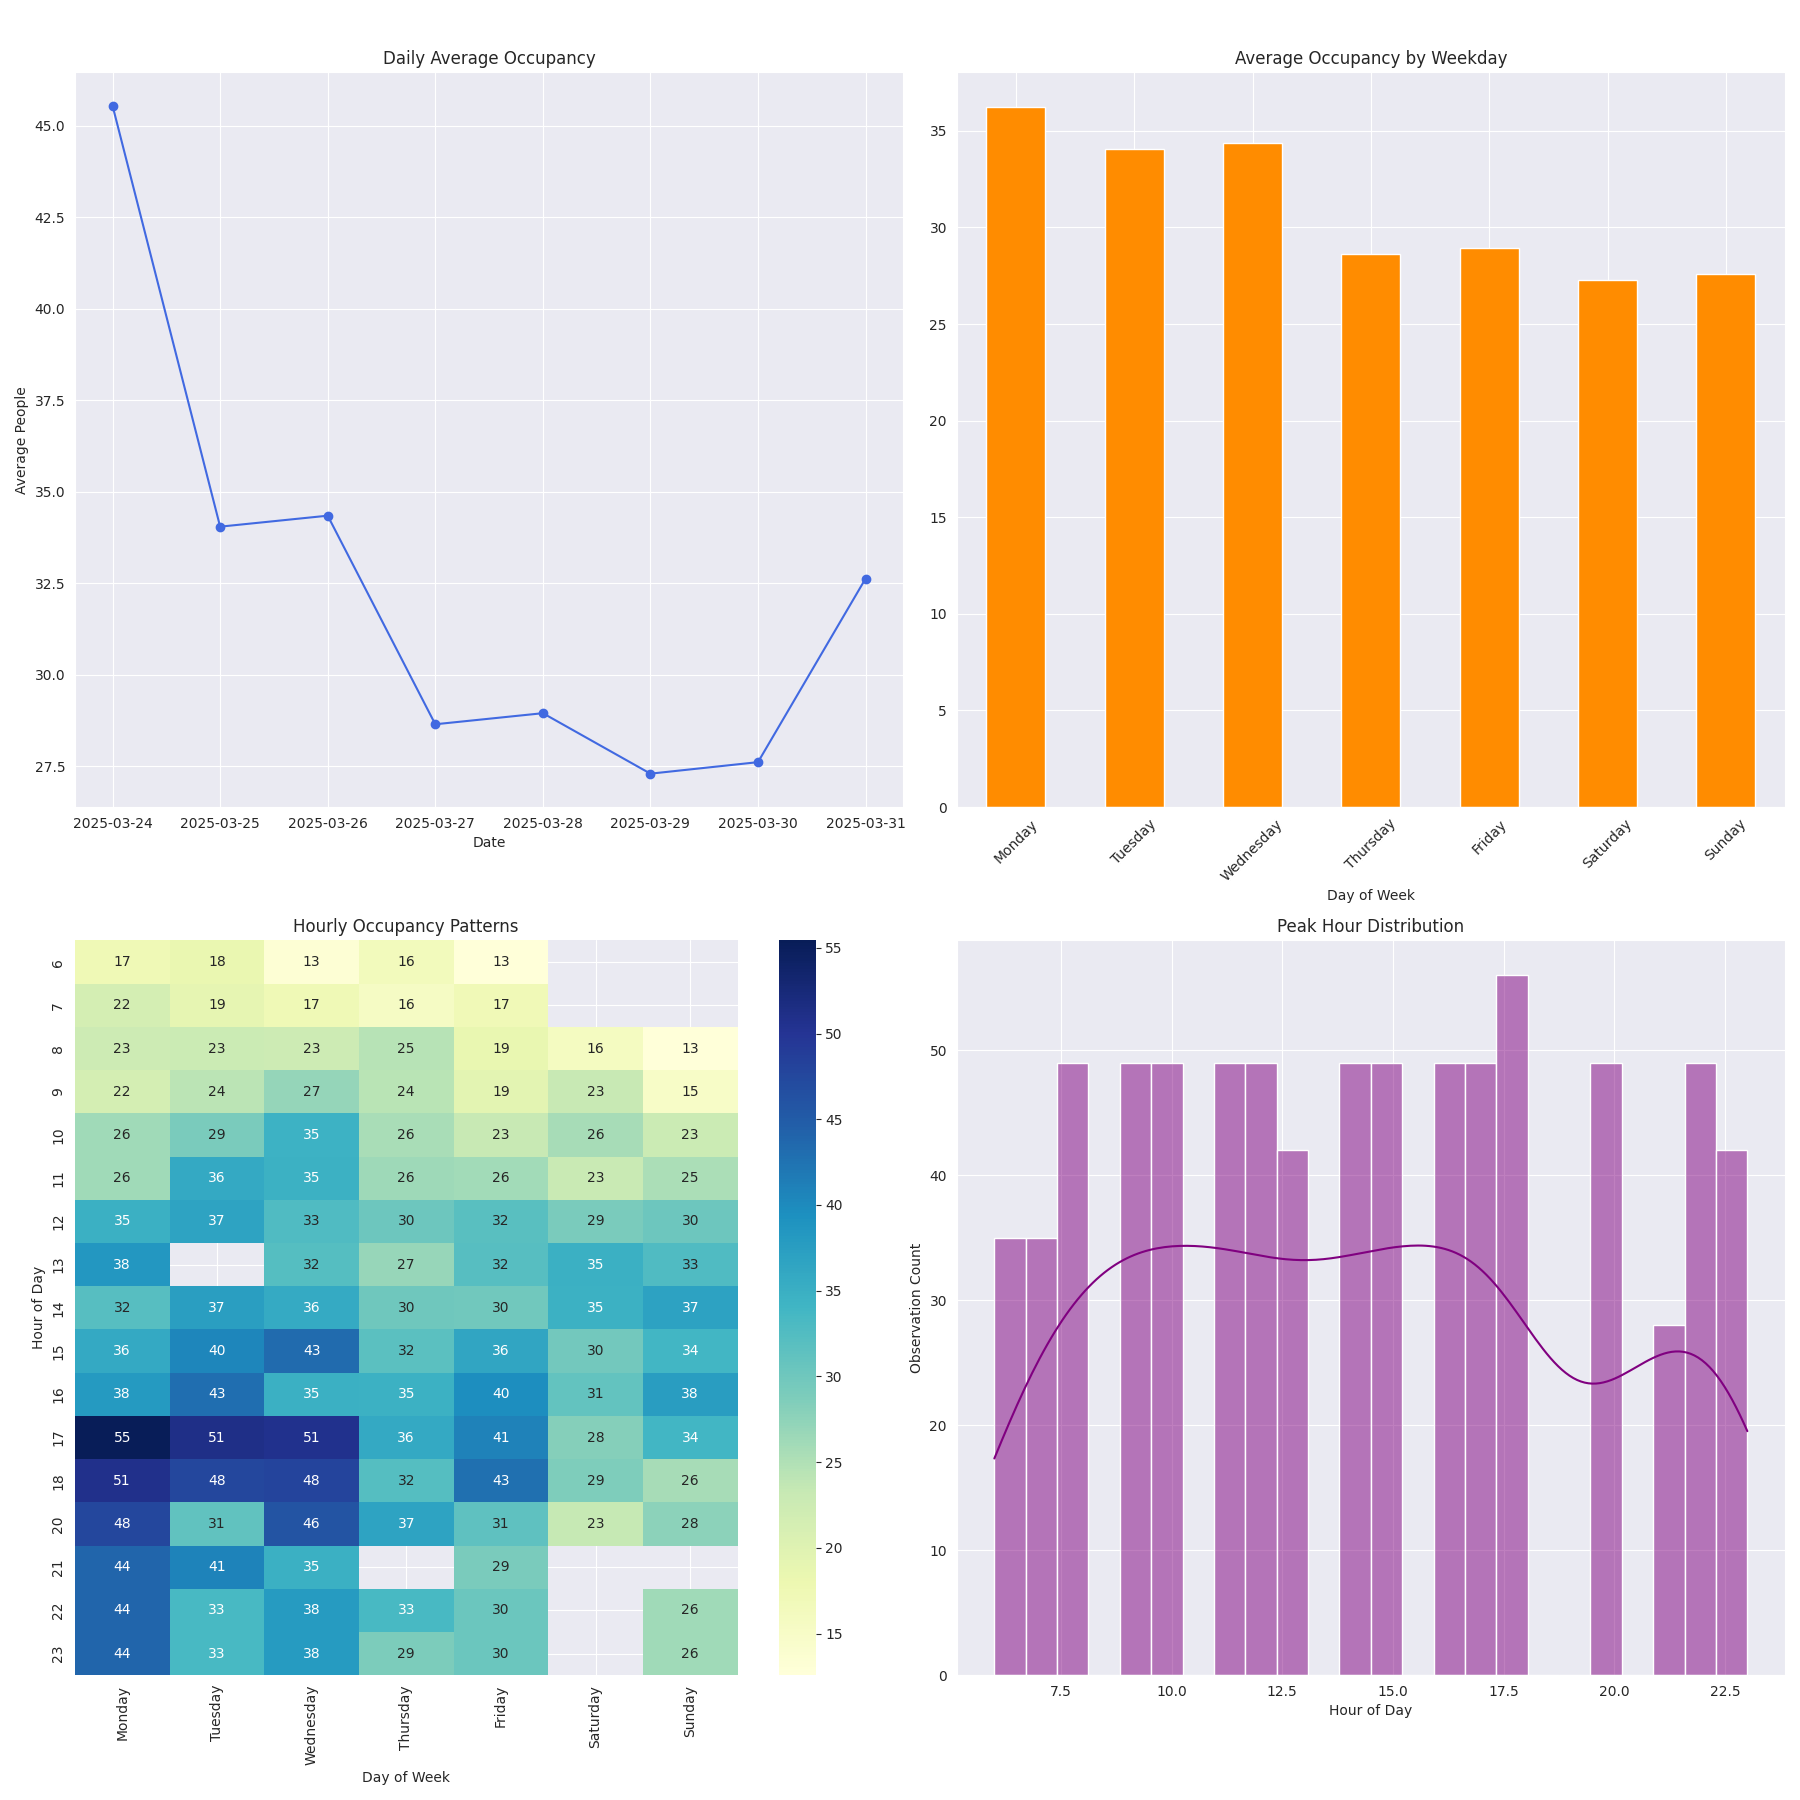 Daily Average Occupancy
Average People
45.0
42.5
40.0
37.5
35.0
32.5
30.0
27.5
2025-03-24 2025-03-25 2025-03-26 2025-03-27 2025-03-28 2025-03-29 2025-03-30 2025-03-31
Date
Average Occupancy by Weekday
35
30
25
20
15
10
5
0
Monday Tuesday Wednesday Thursday Friday Saturday Sunday
Day of Week
Hourly Occupancy Patterns
Hour of Day
6 17 18 13 16 13
7 22 19 17 16 17
8 23 23 23 25 19 16 13
9 22 24 27 24 19 23 15
10 26 29 35 26 23 26 23
11 26 36 35 26 26 23 25
12 35 37 33 30 32 29 30
13 38 32 27 32 35 33
14 32 37 36 30 30 35 37
15 36 40 43 32 36 30 34
16 38 43 35 35 40 31 38
17 55 51 51 36 41 28 34
18 51 48 48 32 43 29 26
20 48 31 46 37 31 23 28
21 44 41 35 29
22 44 33 38 33 30 26
23 44 33 38 29 30 26
Monday Tuesday Wednesday Thursday Friday Saturday Sunday
Day of Week
55
50
45
40
35
30
25
20
15
Peak Hour Distribution
Observation Count
50
40
30
20
10
0
7.5 10.0 12.5 15.0 17.5 20.0 22.5
Hour of Day